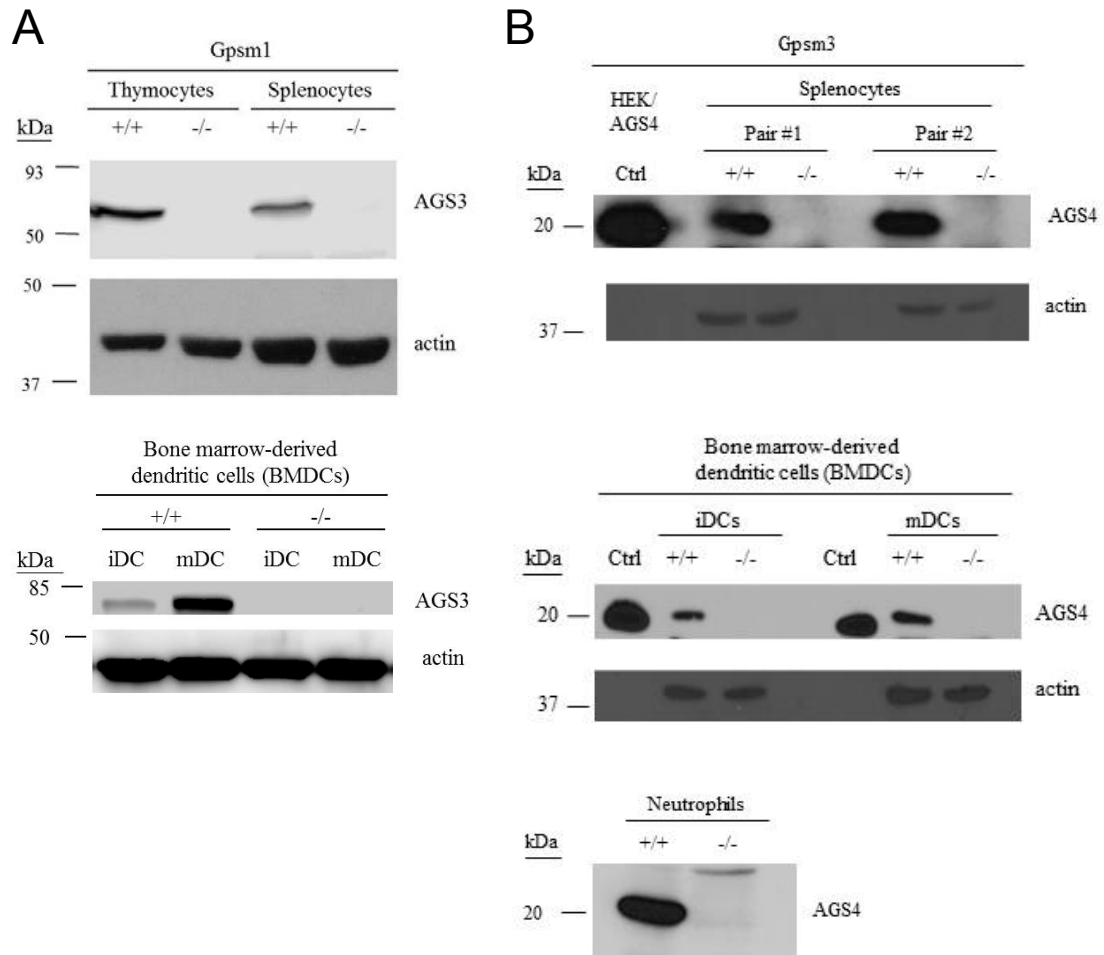 A
Gpsm1
Thymocytes Splenocytes
kDa +/+ -/- +/+ -/-
93
AGS3
50
50
actin
37
Bone marrow-derived
dendritic cells (BMDCs)
+/+ -/-
kDa iDC mDC iDC mDC
85
AGS3
50
actin
B
Gpsm3
HEK/
AGS4
Splenocytes
Pair #1 Pair #2
kDa Ctrl +/+ -/- +/+ -/-
20 AGS4
actin
37
Bone marrow-derived
dendritic cells (BMDCs)
iDCs mDCs
kDa Ctrl +/+ -/- Ctrl +/+ -/-
20 AGS4
actin
37
Neutrophils
kDa +/+ -/-
20 AGS4